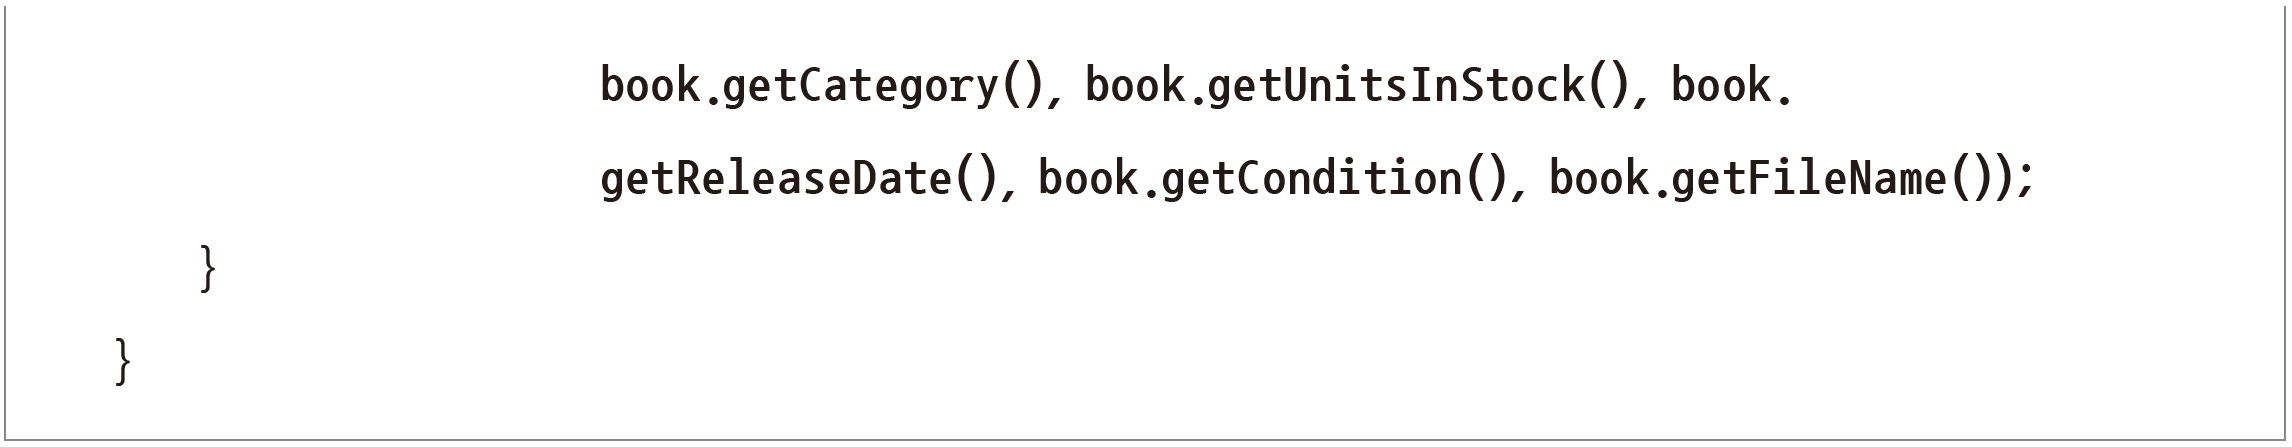 book.getCategory(), book.getUnitsInStock(), book.
getReleaseDate(), book.getCondition(), book.getFileName());
}
}